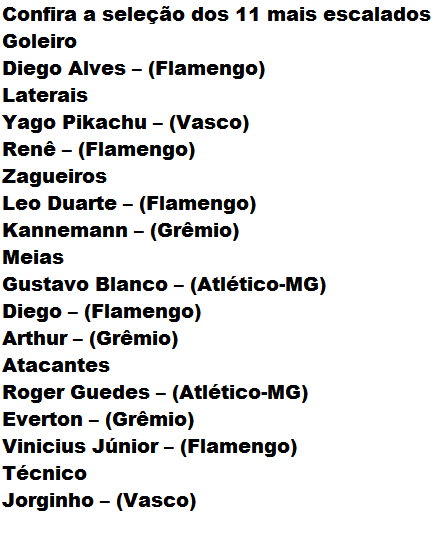 Confira a seleção dos 11 mais escalados
Goleiro
Diego Alves – (Flamengo)
Laterais
Yago Pikachu – (Vasco)
Renê – (Flamengo)
Zagueiros
Leo Duarte – (Flamengo)
Kannemann – (Grêmio)
Meias
Gustavo Blanco – (Atlético-MG)
Diego – (Flamengo)
Arthur – (Grêmio)
Atacantes
Roger Guedes – (Atlético-MG)
Everton – (Grêmio)
Vinicius Júnior – (Flamengo)
Técnico
Jorginho – (Vasco)